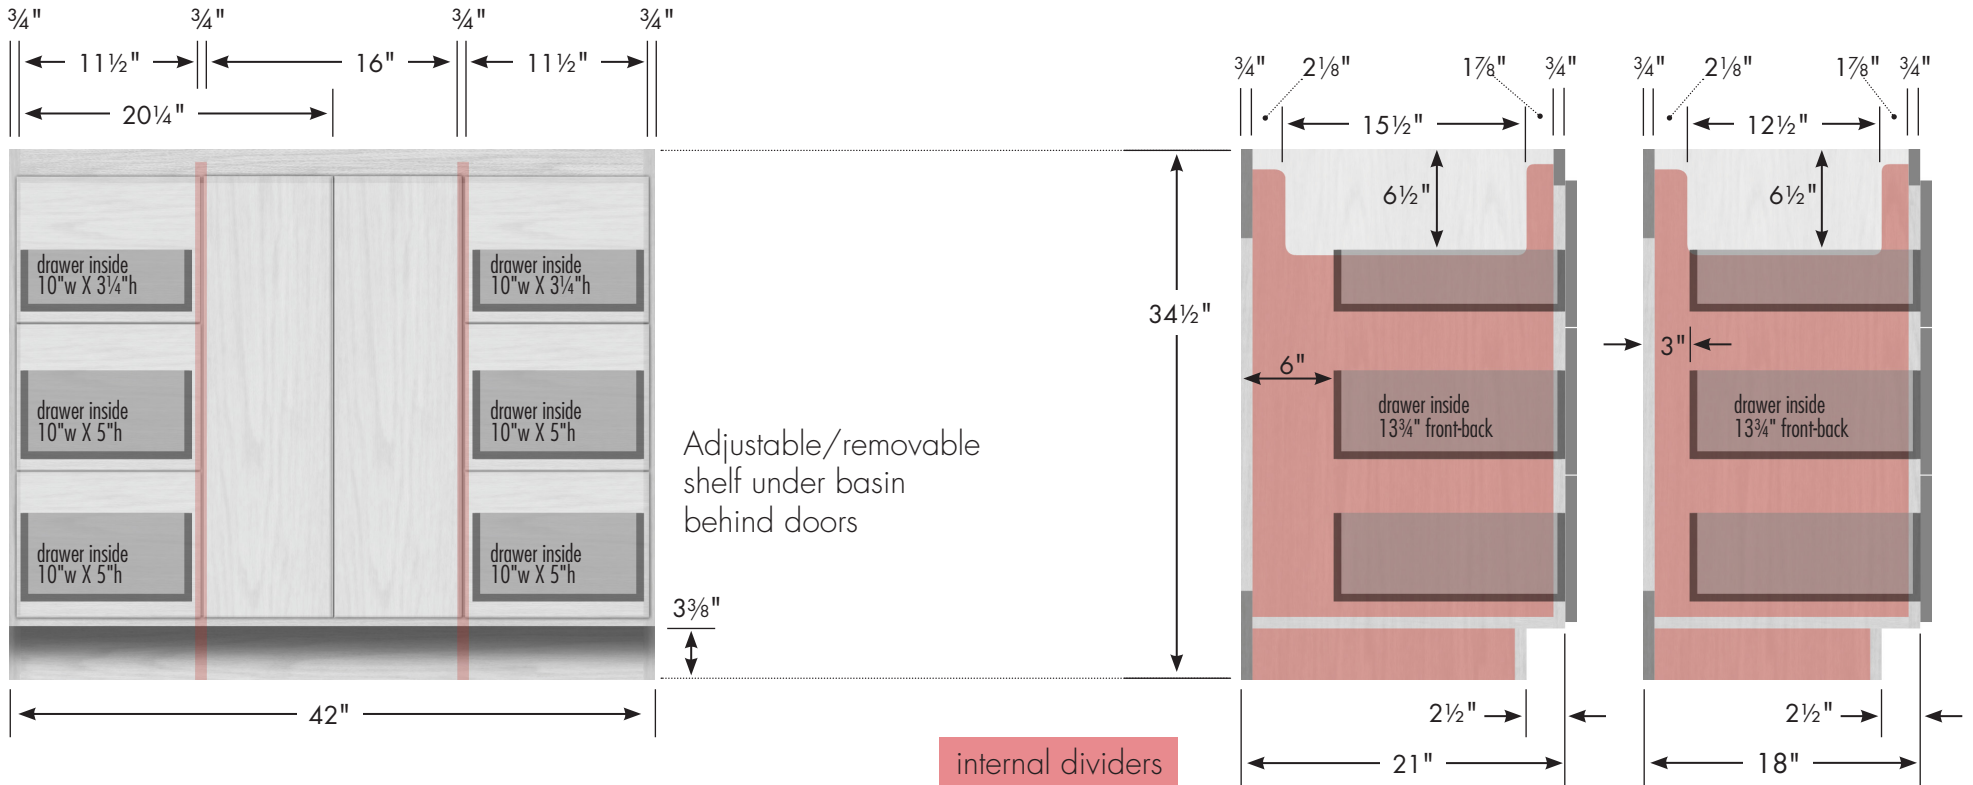 ¾" ¾" ¾" ¾"
11½" 16" 11½"
20¼"
drawer inside
10"w X 3¼"h
drawer inside
10"w X 3¼"h
drawer inside
10"w X 5"h
drawer inside
10"w X 5"h
drawer inside
10"w X 5"h
drawer inside
10"w X 5"h
42"
Adjustable/removable
shelf under basin
behind doors
3⅜"
34½"
¾" 2⅛" 1⅞" ¾"
15½"
6½"
6"
drawer inside
13¾" front-back
2½"
21"
¾" 2⅛" 1⅞" ¾"
12½"
6½"
3"
drawer inside
13¾" front-back
2½"
18"
internal dividers